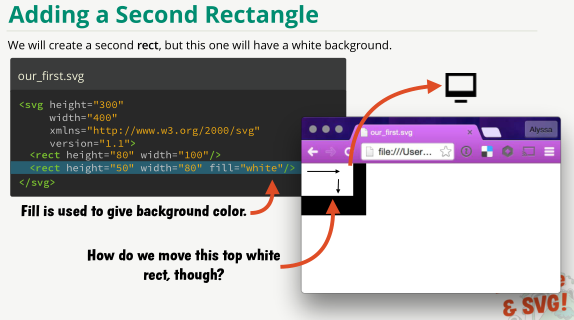 Adding a Second Rectangle
We will create a second rect, but this one will have a white background.
our_first.svg
<svg height="300"
width="400"
xmlns="http://www.w3.org/2000/svg"
version="1.1">
<rect height="80" width="100"/>
<rect height="50" width="80" fill="white"/>
</svg>
our_first.svg
Alyssa
file:///User...
Fill is used to give background color.
How do we move this top white
rect, though?
& SVG!